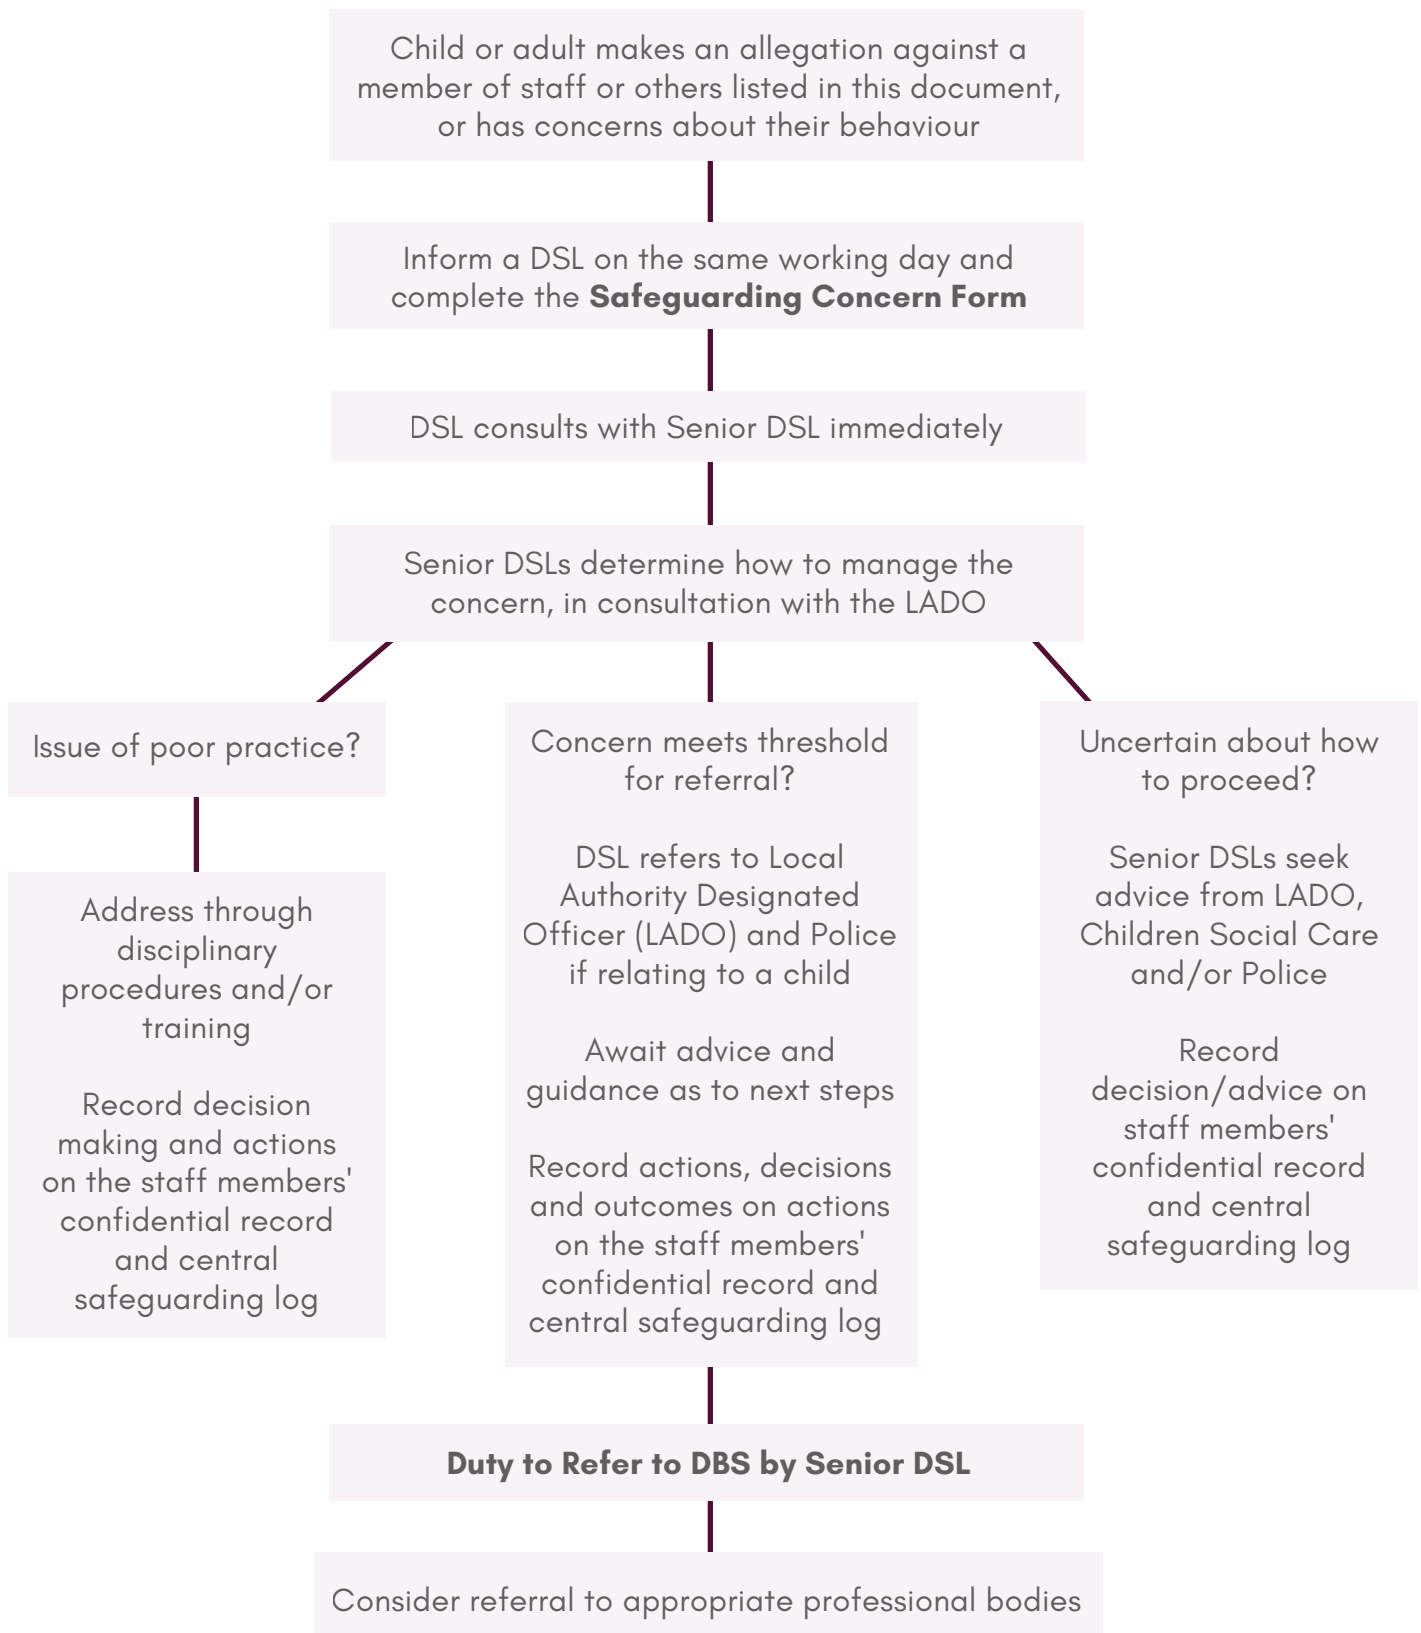 Child or adult makes an allegation against a
member of staff or others listed in this document,
or has concerns about their behaviour
Inform a DSL on the same working day and
complete the Safeguarding Concern Form
DSL consults with Senior DSL immediately
Senior DSLs determine how to manage the
concern, in consultation with the LADO
Issue of poor practice?
Address through
disciplinary
procedures and/or
training
Record decision
making and actions
on the staff members'
confidential record
and central
safeguarding log
Concern meets threshold
for referral?
DSL refers to Local
Authority Designated
Officer (LADO) and Police
if relating to a child
Await advice and
guidance as to next steps
Record actions, decisions
and outcomes on actions
on the staff members'
confidential record and
central safeguarding log
Uncertain about how
to proceed?
Senior DSLs seek
advice from LADO,
Children Social Care
and/or Police
Record
decision/advice on
staff members'
confidential record
and central
safeguarding log
Duty to Refer to DBS by Senior DSL
Consider referral to appropriate professional bodies